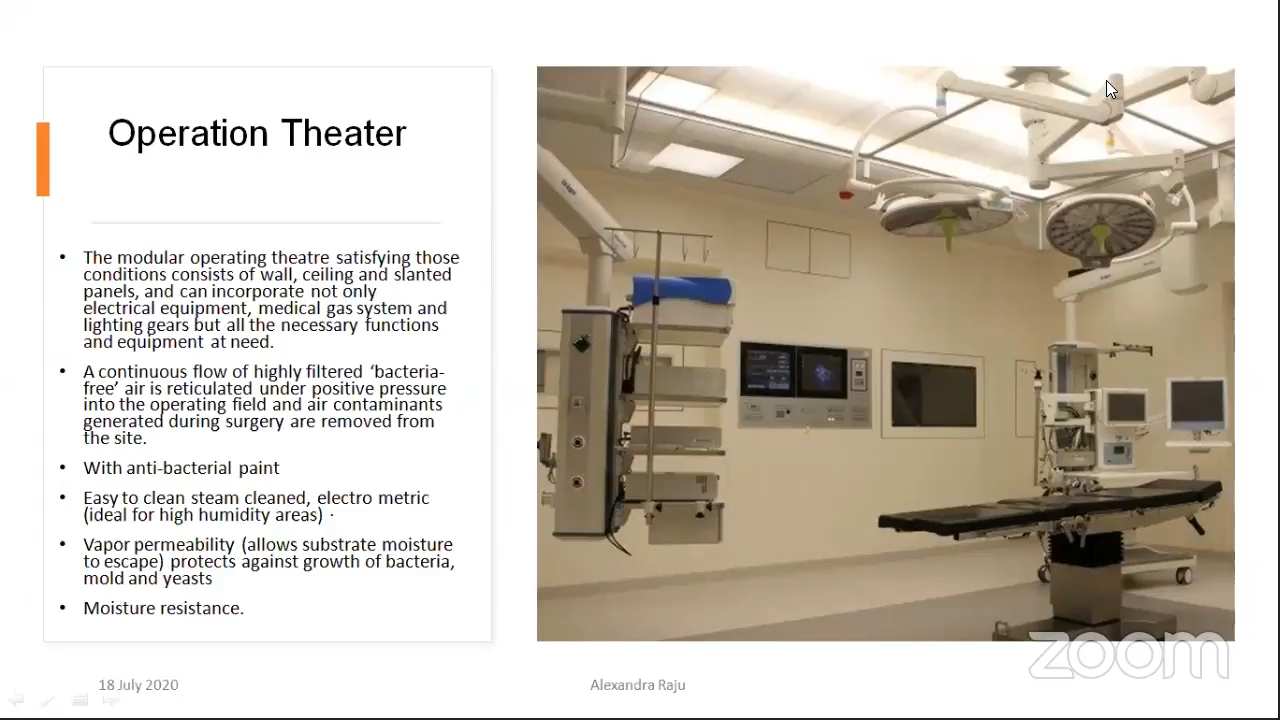 Operation Theater
The modular operating theatre satisfying those
conditions consists of wall, ceiling and slanted
panels, and can incorporate not only
electrical equipment, medical gas system and
lighting gears but all the necessary functions
and equipment at need.
A continuous flow of highly filtered ‘bacteria-
free’ air is reticulated under positive pressure
into the operating field and air contaminants
generated during surgery are removed from
the site.
With anti-bacterial paint
Easy to clean steam cleaned, electro metric
(ideal for high humidity areas) ·
Vapor permeability (allows substrate moisture
to escape) protects against growth of bacteria,
mold and yeasts
Moisture resistance.
zoom
18 July 2020
Alexandra Raju